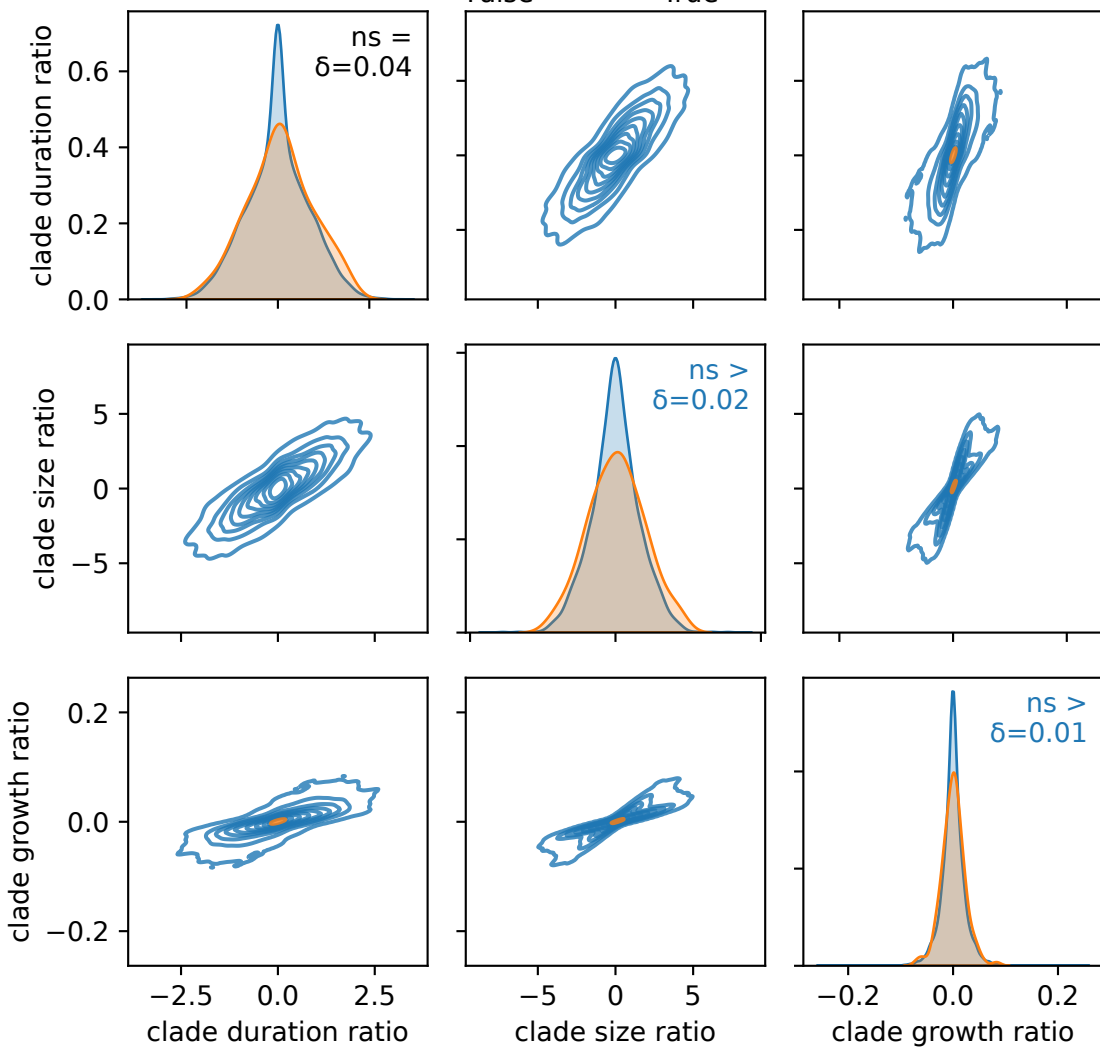 clade duration ratio
0.6
0.4
0.2
0.0
ns =
δ=0.04
clade size ratio
5
0
−5
ns >
δ=0.02
clade growth ratio
0.2
0.0
−0.2
ns >
δ=0.01
−2.5 0.0 2.5
−5 0 5
−0.2 0.0 0.2
clade duration ratio
clade size ratio
clade growth ratio